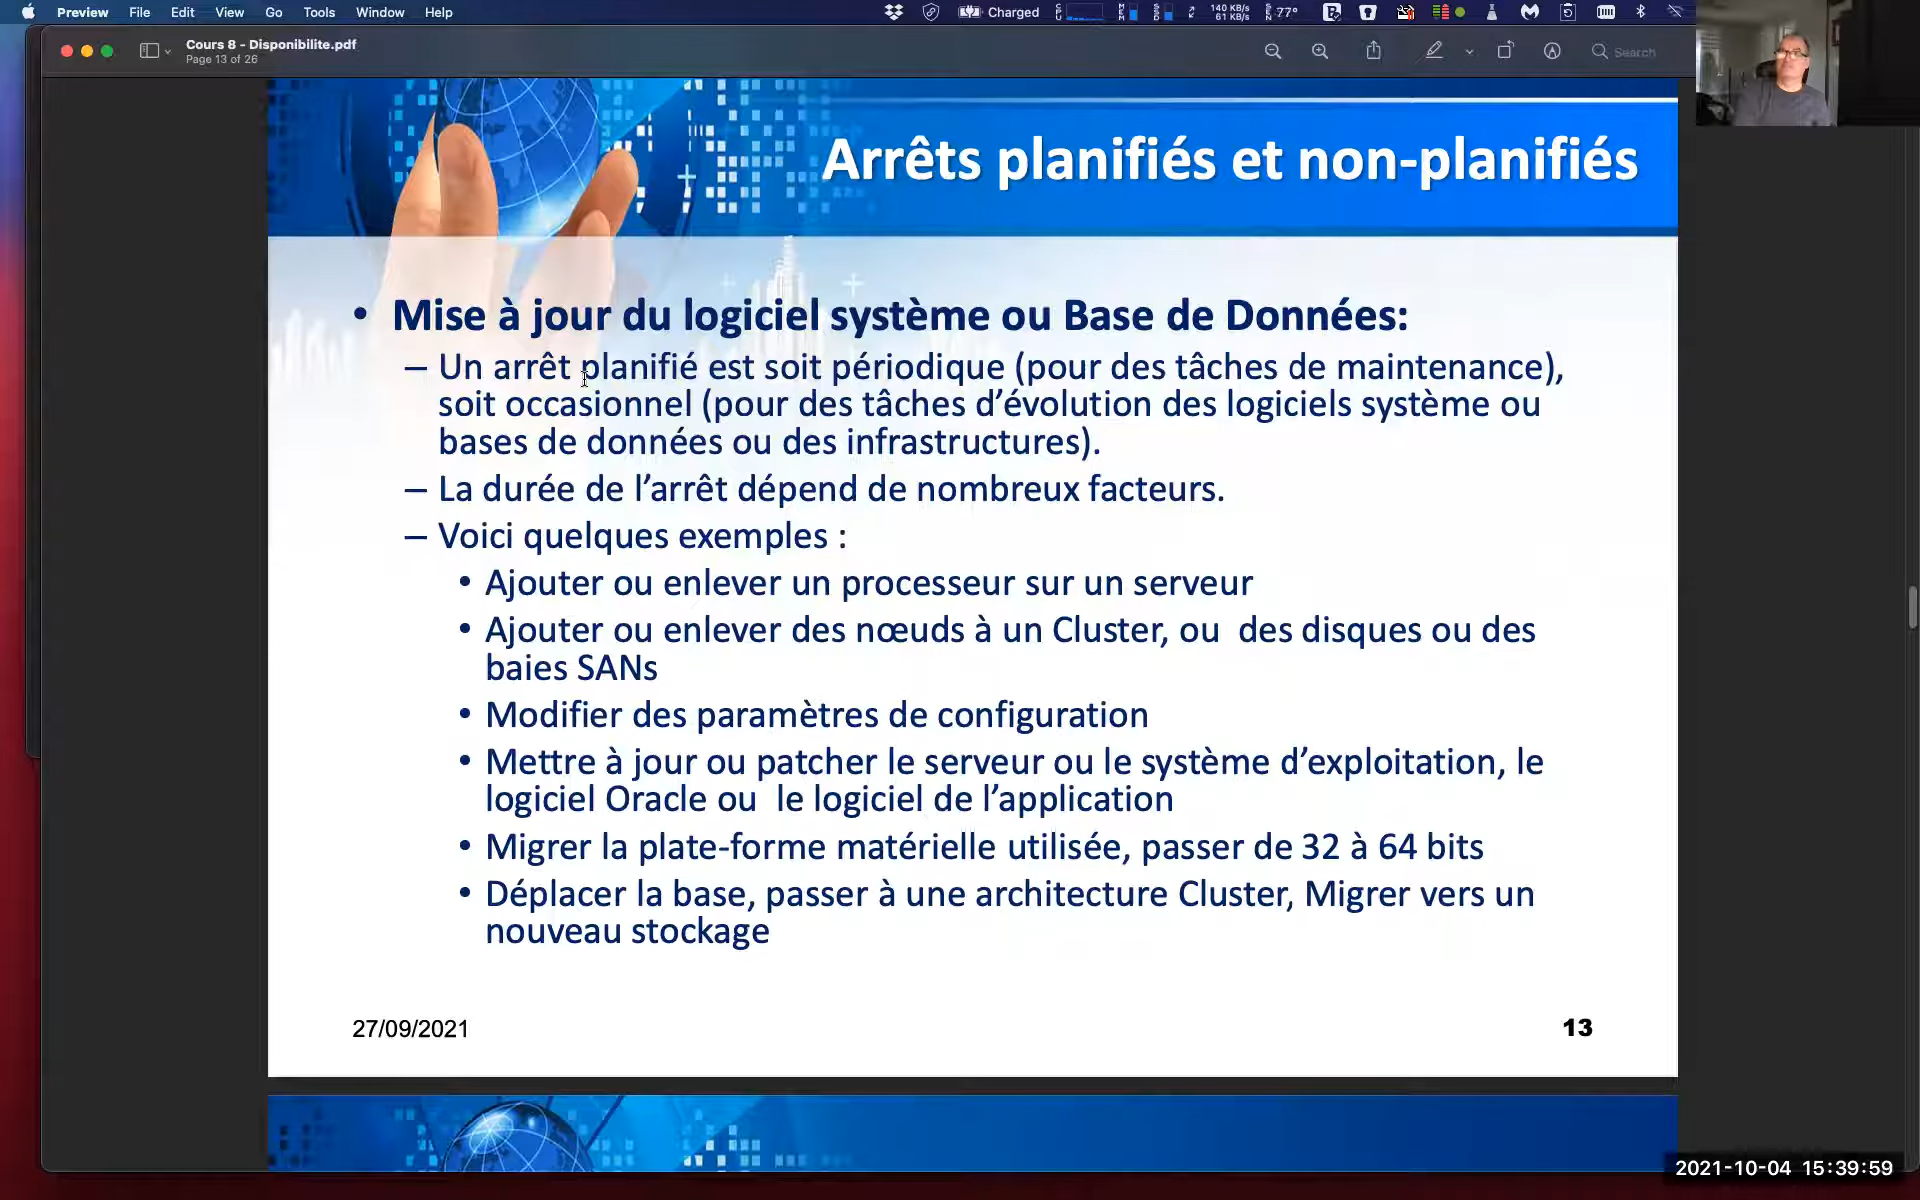 Preview File Edit View Go Tools Window Help
Charged
140 KB/s
61 KB/s
77°
Cours 8 - Disponibilite.pdf
Page 13 of 26
Search
Arrêts planifiés et non-planifiés
• Mise à jour du logiciel système ou Base de Données:
– Un arrêt planifié est soit périodique (pour des tâches de maintenance),
soit occasionnel (pour des tâches d’évolution des logiciels système ou
bases de données ou des infrastructures).
– La durée de l’arrêt dépend de nombreux facteurs.
– Voici quelques exemples :
• Ajouter ou enlever un processeur sur un serveur
• Ajouter ou enlever des nœuds à un Cluster, ou des disques ou des
baies SANs
• Modifier des paramètres de configuration
• Mettre à jour ou patcher le serveur ou le système d’exploitation, le
logiciel Oracle ou le logiciel de l’application
• Migrer la plate-forme matérielle utilisée, passer de 32 à 64 bits
• Déplacer la base, passer à une architecture Cluster, Migrer vers un
nouveau stockage
27/09/2021
13
2021-10-04 15:39:59